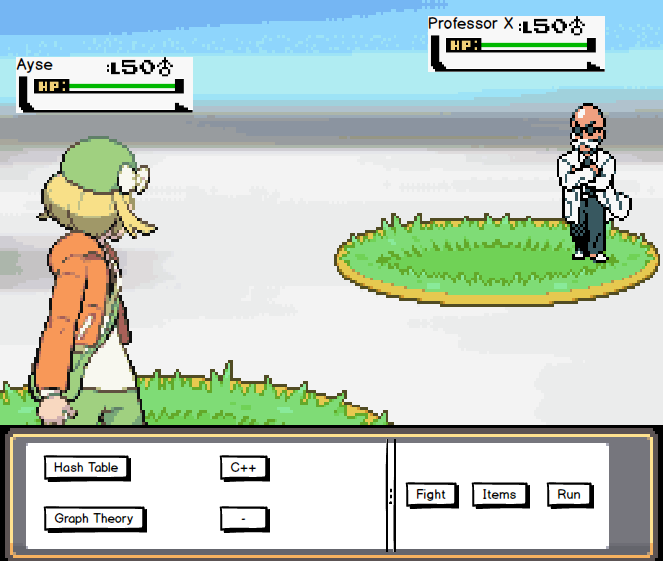 Professor X :L50♂
HP:
Ayse :L50♂
HP:
Hash Table
C++
Graph Theory
-
Fight
Items
Run